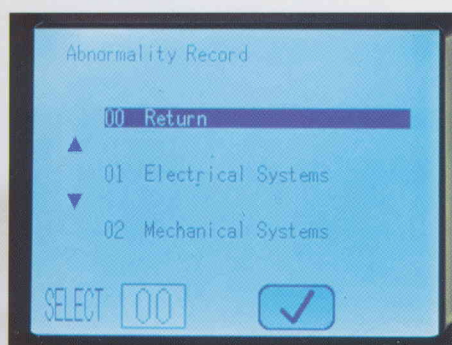 Abnormality Record
00 Return
01 Electrical Systems
02 Mechanical Systems
SELECT 00